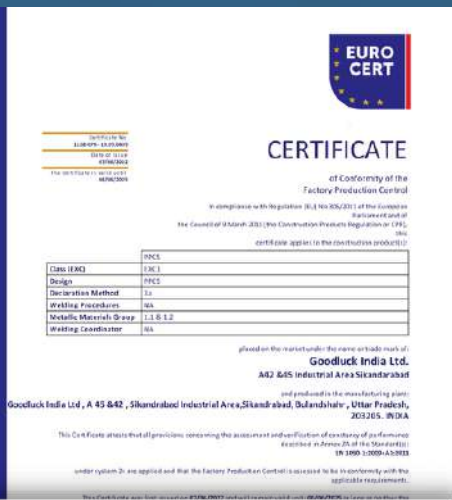 EURO
CERT
Certificate No.
Date of Issue
CERTIFICATE
of Conformity of the
Factory Production Control
In compliance with Regulation (EU) No 305/2011 of the European
Parliament and of
the Council of 9 March 2011 (the Construction Products Regulation or CPR),
this
certificate applies to the construction product(s):
Class (EXC) EXC1
Design
Declaration Method
Welding Procedures NA
Metallic Materials Group 1.1 & 1.2
Welding Coordinator NA
placed on the market under the name or trade mark of:
Goodluck India Ltd.
A42 &45 Industrial Area Sikandarabad
and produced in the manufacturing plant:
Goodluck India Ltd , A 45 &42 , Sikandrabad Industrial Area,Sikandrabad, Bulandshahr , Uttar Pradesh,
203205. INDIA
This Certificate attests that all provisions concerning the assessment and verification of constancy of performance
described in Annex ZA of the Standard(s):
EN 1090-1:2009+A1:2011
under system 2+ are applied and that the Factory Production Control is assessed to be in conformity with the
applicable requirements.